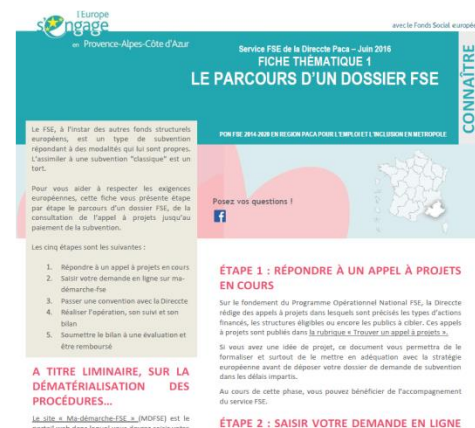 l'Europe
s'engage
en Provence-Alpes-Côte d'Azur
avec le Fonds Social européen
Service FSE de la Direccte Paca – Juin 2016
FICHE THÉMATIQUE 1
LE PARCOURS D'UN DOSSIER FSE
CONNAÎTRE
PON FSE 2014-2020 EN REGION PACA POUR L'EMPLOI ET L'INCLUSION EN METROPOLE
Le FSE, à l'instar des autres fonds structurels
européens, est un type de subvention
répondant à des modalités qui lui sont propres.
L'assimiler à une subvention "classique" est un
tort.
Pour vous aider à respecter les exigences
européennes, cette fiche vous présente étape
par étape le parcours d'un dossier FSE, de la
consultation de l'appel à projets jusqu'au
paiement de la subvention.
Les cinq étapes sont les suivantes :
1. Répondre à un appel à projets en cours
2. Saisir votre demande en ligne sur ma-
démarche-fse
3. Passer une convention avec la Direccte
4. Réaliser l'opération, son suivi et son
bilan
5. Soumettre le bilan à une évaluation et
être remboursé
A TITRE LIMINAIRE, SUR LA
DÉMATÉRIALISATION DES
PROCÉDURES...
Le site « Ma-démarche-FSE » (MDFSE) est le
Posez vos questions !
ÉTAPE 1 : RÉPONDRE À UN APPEL À PROJETS
EN COURS
Sur le fondement du Programme Opérationnel National FSE, la Direccte
rédige des appels à projets dans lesquels sont précisés les types d'actions
financés, les structures éligibles ou encore les publics à cibler. Ces appels
à projets sont publiés dans la rubrique « Trouver un appel à projets ».
Si vous avez une idée de projet, ce document vous permettra de le
formaliser et surtout de le mettre en adéquation avec la stratégie
européenne avant de déposer votre dossier de demande de subvention
dans les délais impartis.
Au cours de cette phase, vous pouvez bénéficier de l'accompagnement
du service FSE.
ÉTAPE 2 : SAISIR VOTRE DEMANDE EN LIGNE